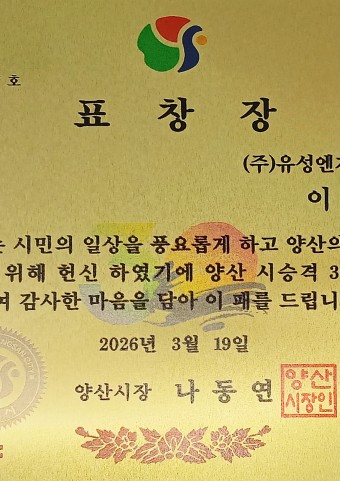 호
표 창 장
(주)유성엔지
이
시민의 일상을 풍요롭게 하고 양산의
위해 헌신 하였기에 양산 시승격 3
며 감사한 마음을 담아 이 패를 드립니
2026년 3월 19일
양산시장 나 동 연
양산
시장인